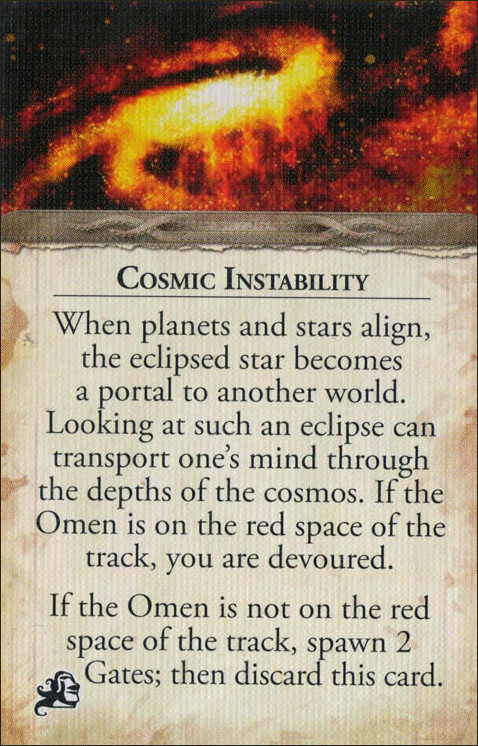 Cosmic Instability
When planets and stars align,
the eclipsed star becomes
a portal to another world.
Looking at such an eclipse can
transport one's mind through
the depths of the cosmos. If the
Omen is on the red space of the
track, you are devoured.
If the Omen is not on the red
space of the track, spawn 2
Gates; then discard this card.